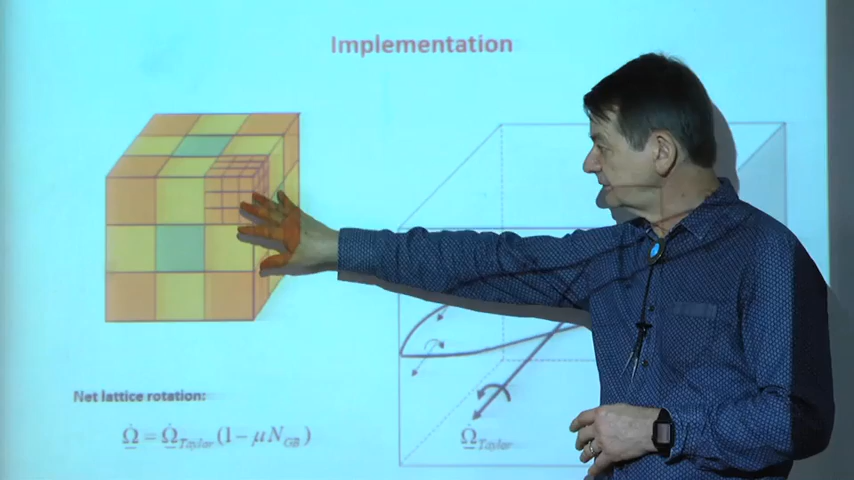 Implementation
Net lattice rotation:
Ω̇ = Ω̇_Taylor (1 − μN_GB)
Ω̇_Taylor